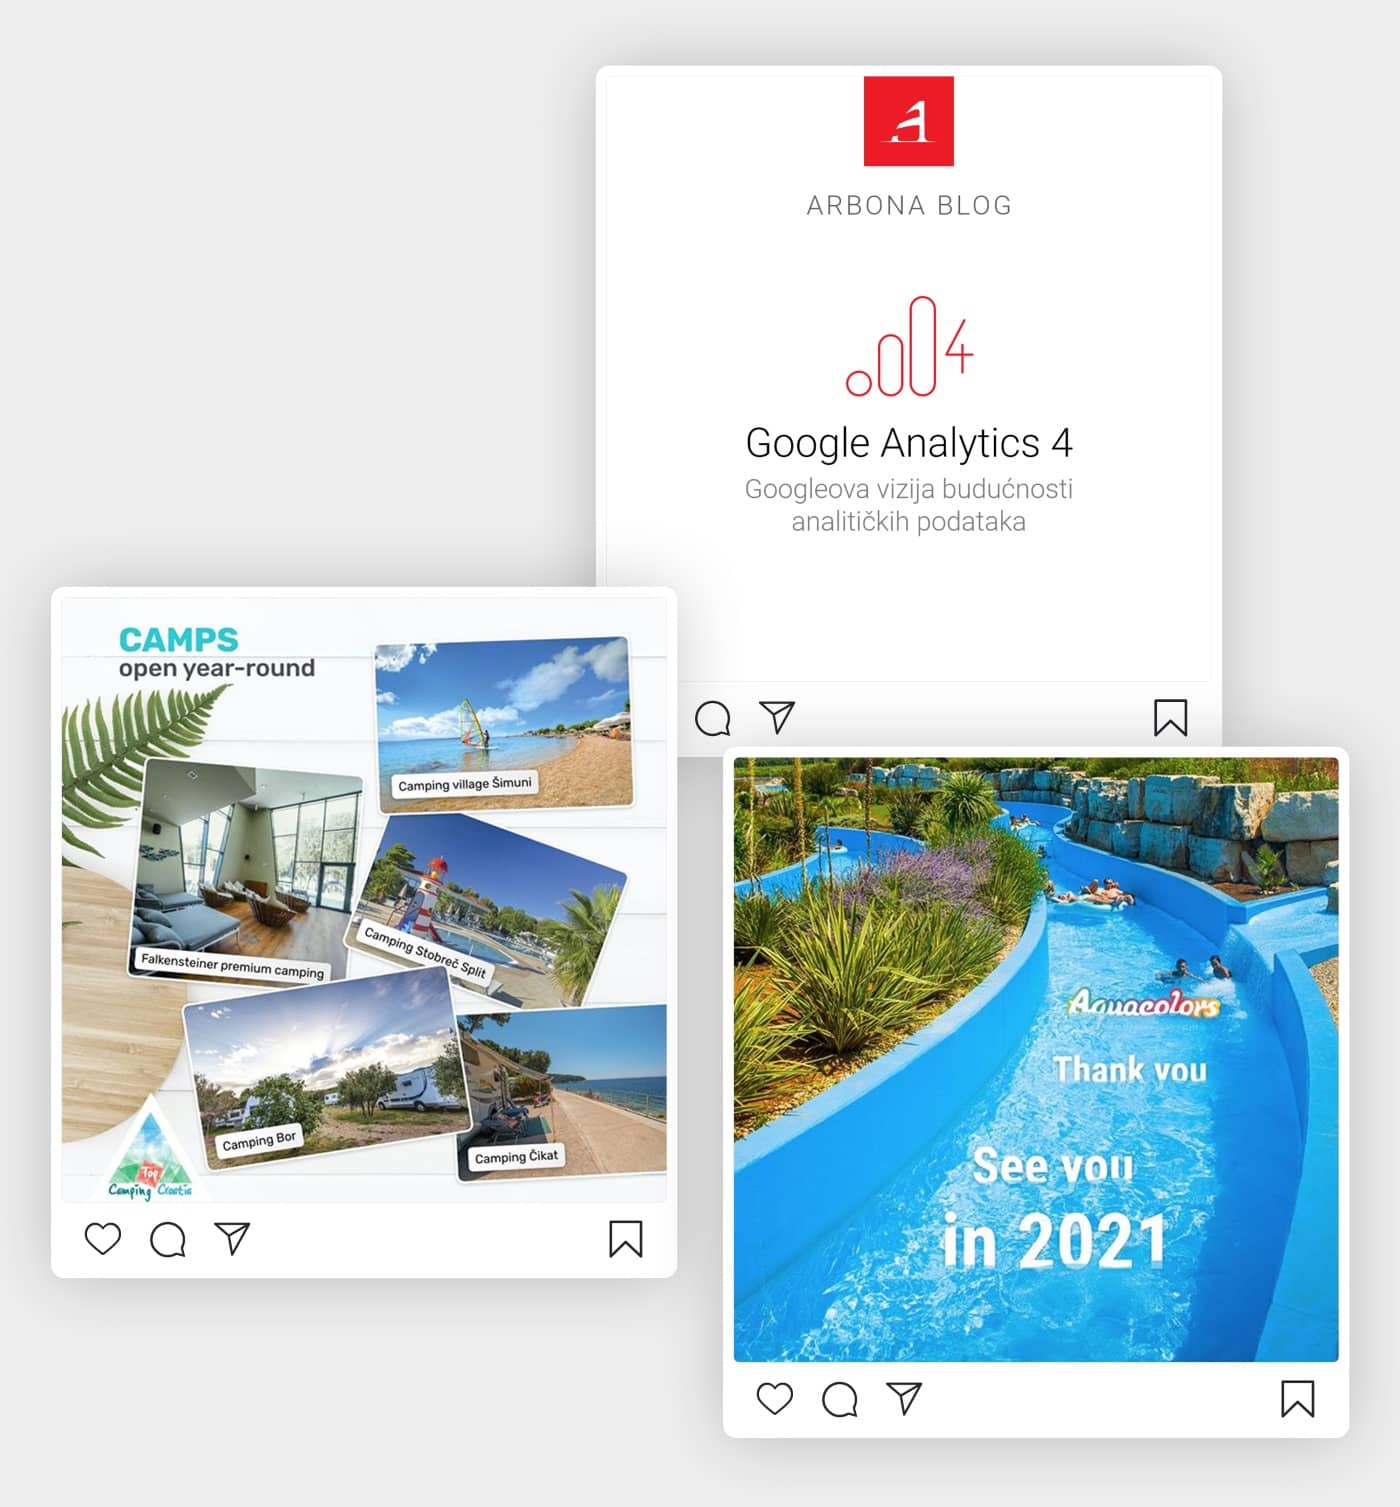 ARBONA BLOG
4
Google Analytics 4
Googleova vizija budućnosti
analitičkih podataka
CAMPS
open year-round
Camping village Šimuni
Falkensteiner premium camping
Camping Stobreč Split
Camping Bor
Camping Čikat
Top
Camping Croatia
Aquacolors
Thank you
See you
in 2021